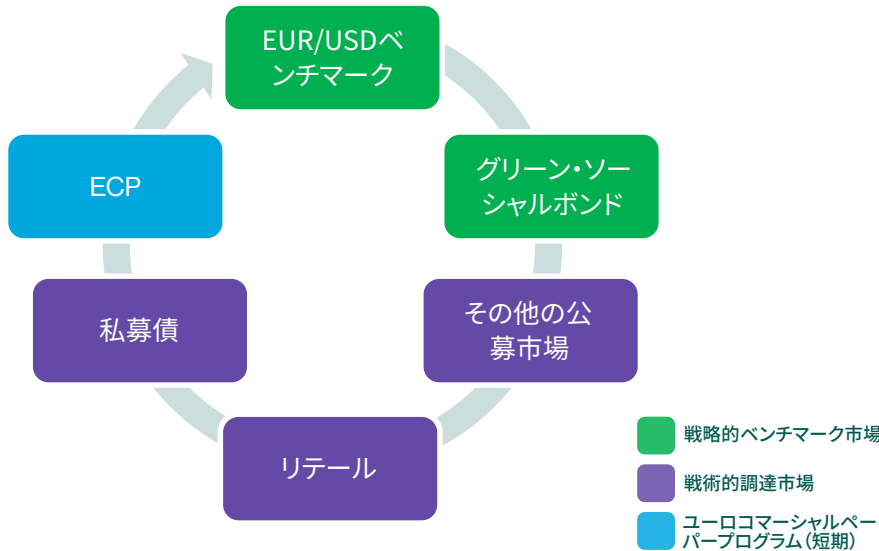 EUR/USDベ
ンチマーク
グリーン・ソー
シャルボンド
その他の公
募市場
リテール
私募債
ECP
戦略的ベンチマーク市場
戦術的調達市場
ユーロコマーシャルペー
パープログラム(短期)